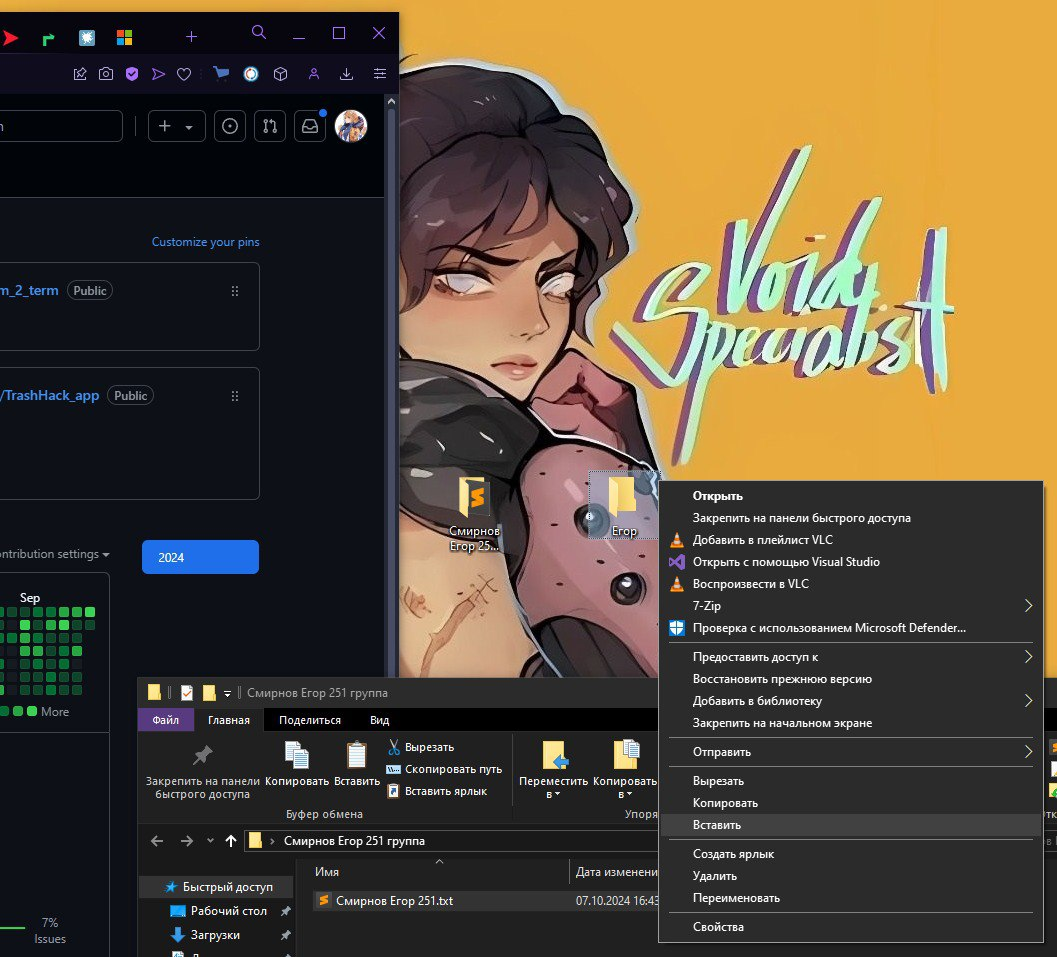 Customize your pins
m_2_term Public
/TrashHack_app Public
ontribution settings
2024
Sep
More
7%
Issues
Voidy
Specialist
Смирнов
Егор 25...
Егор
Открыть
Закрепить на панели быстрого доступа
Добавить в плейлист VLC
Открыть с помощью Visual Studio
Воспроизвести в VLC
7-Zip
Проверка с использованием Microsoft Defender...
Предоставить доступ к
Восстановить прежнюю версию
Добавить в библиотеку
Закрепить на начальном экране
Отправить
Вырезать
Копировать
Вставить
Создать ярлык
Удалить
Переименовать
Свойства
Смирнов Егор 251 группа
Файл Главная Поделиться Вид
Закрепить на панели
быстрого доступа
Копировать
Вставить
Вырезать
Скопировать путь
Вставить ярлык
Буфер обмена
Переместить
в
Копировать
в
Упоря
Смирнов Егор 251 группа
Имя
Дата изменени
Быстрый доступ
Рабочий стол
Загрузки
Смирнов Егор 251.txt
07.10.2024 16:43